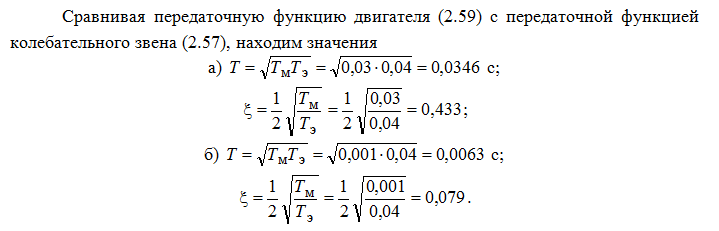 Сравнивая передаточную функцию двигателя (2.59) с передаточной функцией
колебательного звена (2.57), находим значения
а) T = √(TмTэ) = √(0,03·0,04) = 0,0346 с;
ξ = 1/2 √(Tм/Tэ) = 1/2 √(0,03/0,04) = 0,433;
б) T = √(TмTэ) = √(0,001·0,04) = 0,0063 с;
ξ = 1/2 √(Tм/Tэ) = 1/2 √(0,001/0,04) = 0,079.